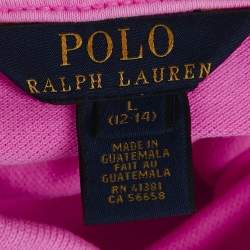 POLO
RALPH LAUREN
L
(12-14)
MADE IN
GUATEMALA
FAIT AU
GUATEMALA
RN 41381
CA 56658